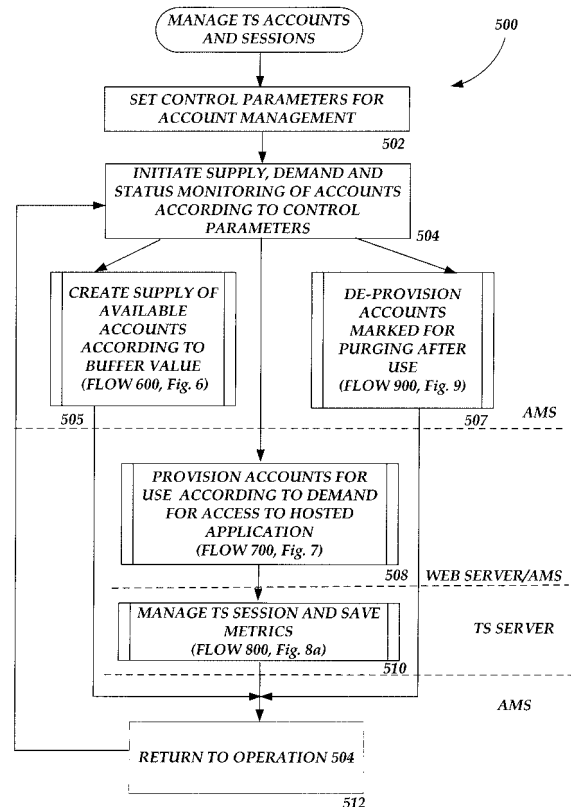 MANAGE TS ACCOUNTS
AND SESSIONS
500
SET CONTROL PARAMETERS FOR
ACCOUNT MANAGEMENT
502
INITIATE SUPPLY, DEMAND AND
STATUS MONITORING OF ACCOUNTS
ACCORDING TO CONTROL
PARAMETERS
504
CREATE SUPPLY OF
AVAILABLE
ACCOUNTS
ACCORDING TO
BUFFER VALUE
(FLOW 600, Fig. 6)
505
DE-PROVISION
ACCOUNTS
MARKED FOR
PURGING AFTER
USE
(FLOW 900, Fig. 9)
507
AMS
PROVISION ACCOUNTS FOR
USE ACCORDING TO DEMAND
FOR ACCESS TO HOSTED
APPLICATION
(FLOW 700, Fig. 7)
508
WEB SERVER/AMS
MANAGE TS SESSION AND SAVE
METRICS
(FLOW 800, Fig. 8a)
510
TS SERVER
AMS
RETURN TO OPERATION 504
512